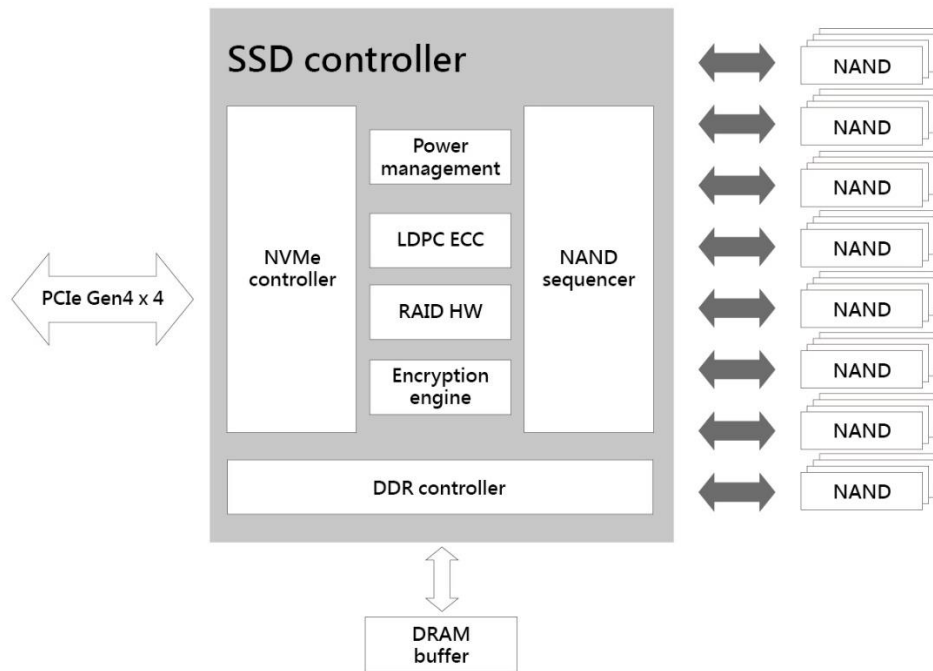 SSD controller
Power
management
NVMe
controller
LDPC ECC
RAID HW
Encryption
engine
NAND
sequencer
DDR controller
PCIe Gen4 x 4
DRAM
buffer
NAND
NAND
NAND
NAND
NAND
NAND
NAND
NAND